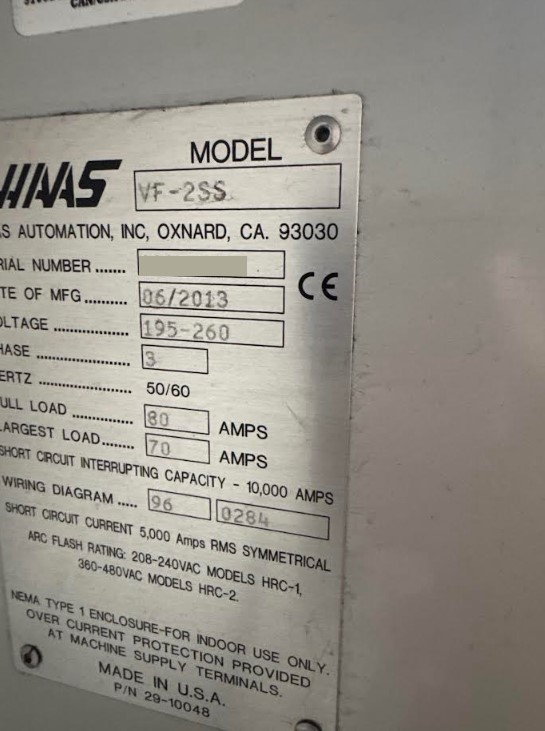 MODEL
HAAS
VF-2SS
AS AUTOMATION, INC, OXNARD, CA. 93030
RIAL NUMBER .......
CE
TE OF MFG.......... 06/2013
OLTAGE .................. 195-260
HASE ...................... 3
ERTZ ...................... 50/60
ULL LOAD ............... 80 AMPS
ARGEST LOAD........ 70 AMPS
SHORT CIRCUIT INTERRUPTING CAPACITY - 10,000 AMPS
WIRING DIAGRAM ..... 96 0284
SHORT CIRCUIT CURRENT 5,000 Amps RMS SYMMETRICAL
ARC FLASH RATING: 208-240VAC MODELS HRC-1,
360-480VAC MODELS HRC-2.
NEMA TYPE 1 ENCLOSURE-FOR INDOOR USE ONLY.
OVER CURRENT PROTECTION PROVIDED
AT MACHINE SUPPLY TERMINALS.
MADE IN U.S.A.
P/N 29-10048